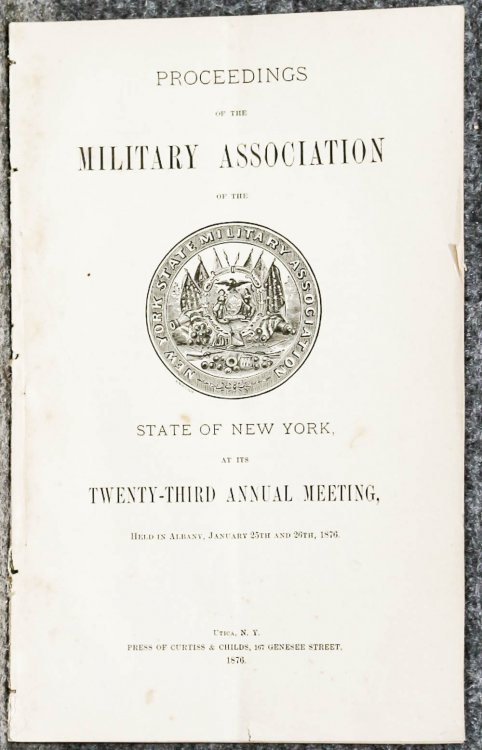 PROCEEDINGS
OF THE
MILITARY ASSOCIATION
OF THE
NEW YORK STATE MILITARY ASSOCIATION
STATE OF NEW YORK,
AT ITS
TWENTY-THIRD ANNUAL MEETING,
HELD IN ALBANY, JANUARY 25TH AND 26TH, 1876.
UTICA, N. Y.
PRESS OF CURTISS & CHILDS, 167 GENESEE STREET.
1876.